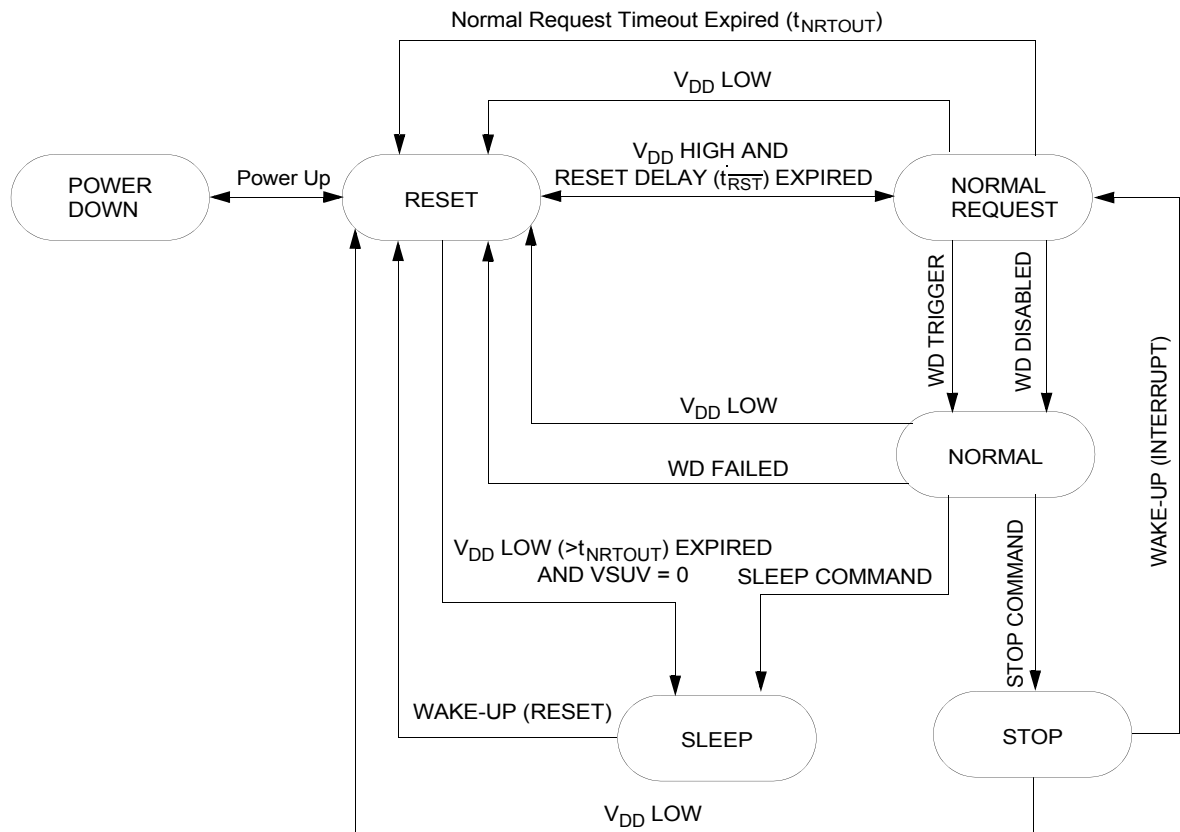 Normal Request Timeout Expired (tNRTOUT)
VDD LOW
VDD HIGH AND
RESET DELAY (tRST) EXPIRED
POWER
DOWN
Power Up
RESET
NORMAL
REQUEST
WD TRIGGER
WD DISABLED
WAKE-UP (INTERRUPT)
VDD LOW
NORMAL
WD FAILED
VDD LOW (>tNRTOUT) EXPIRED
AND VSUV = 0
SLEEP COMMAND
STOP COMMAND
WAKE-UP (RESET)
SLEEP
STOP
VDD LOW